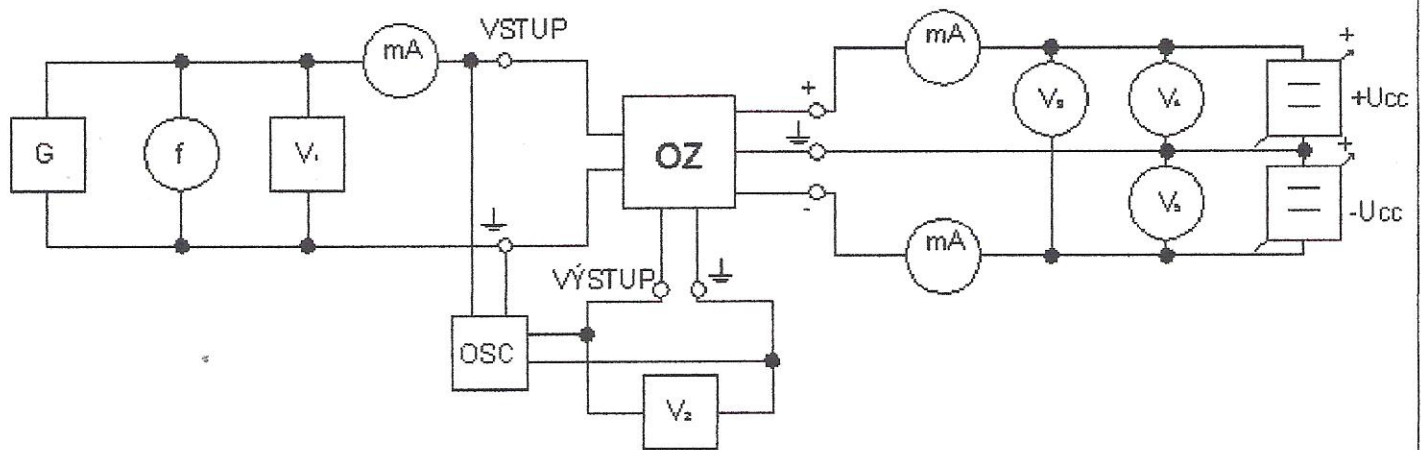 G
f
V₁
mA
VSTUP
OSC
VÝSTUP
V₂
OZ
+
-
mA
mA
V₃
V₄
V₅
+
+Ucc
+
-Ucc